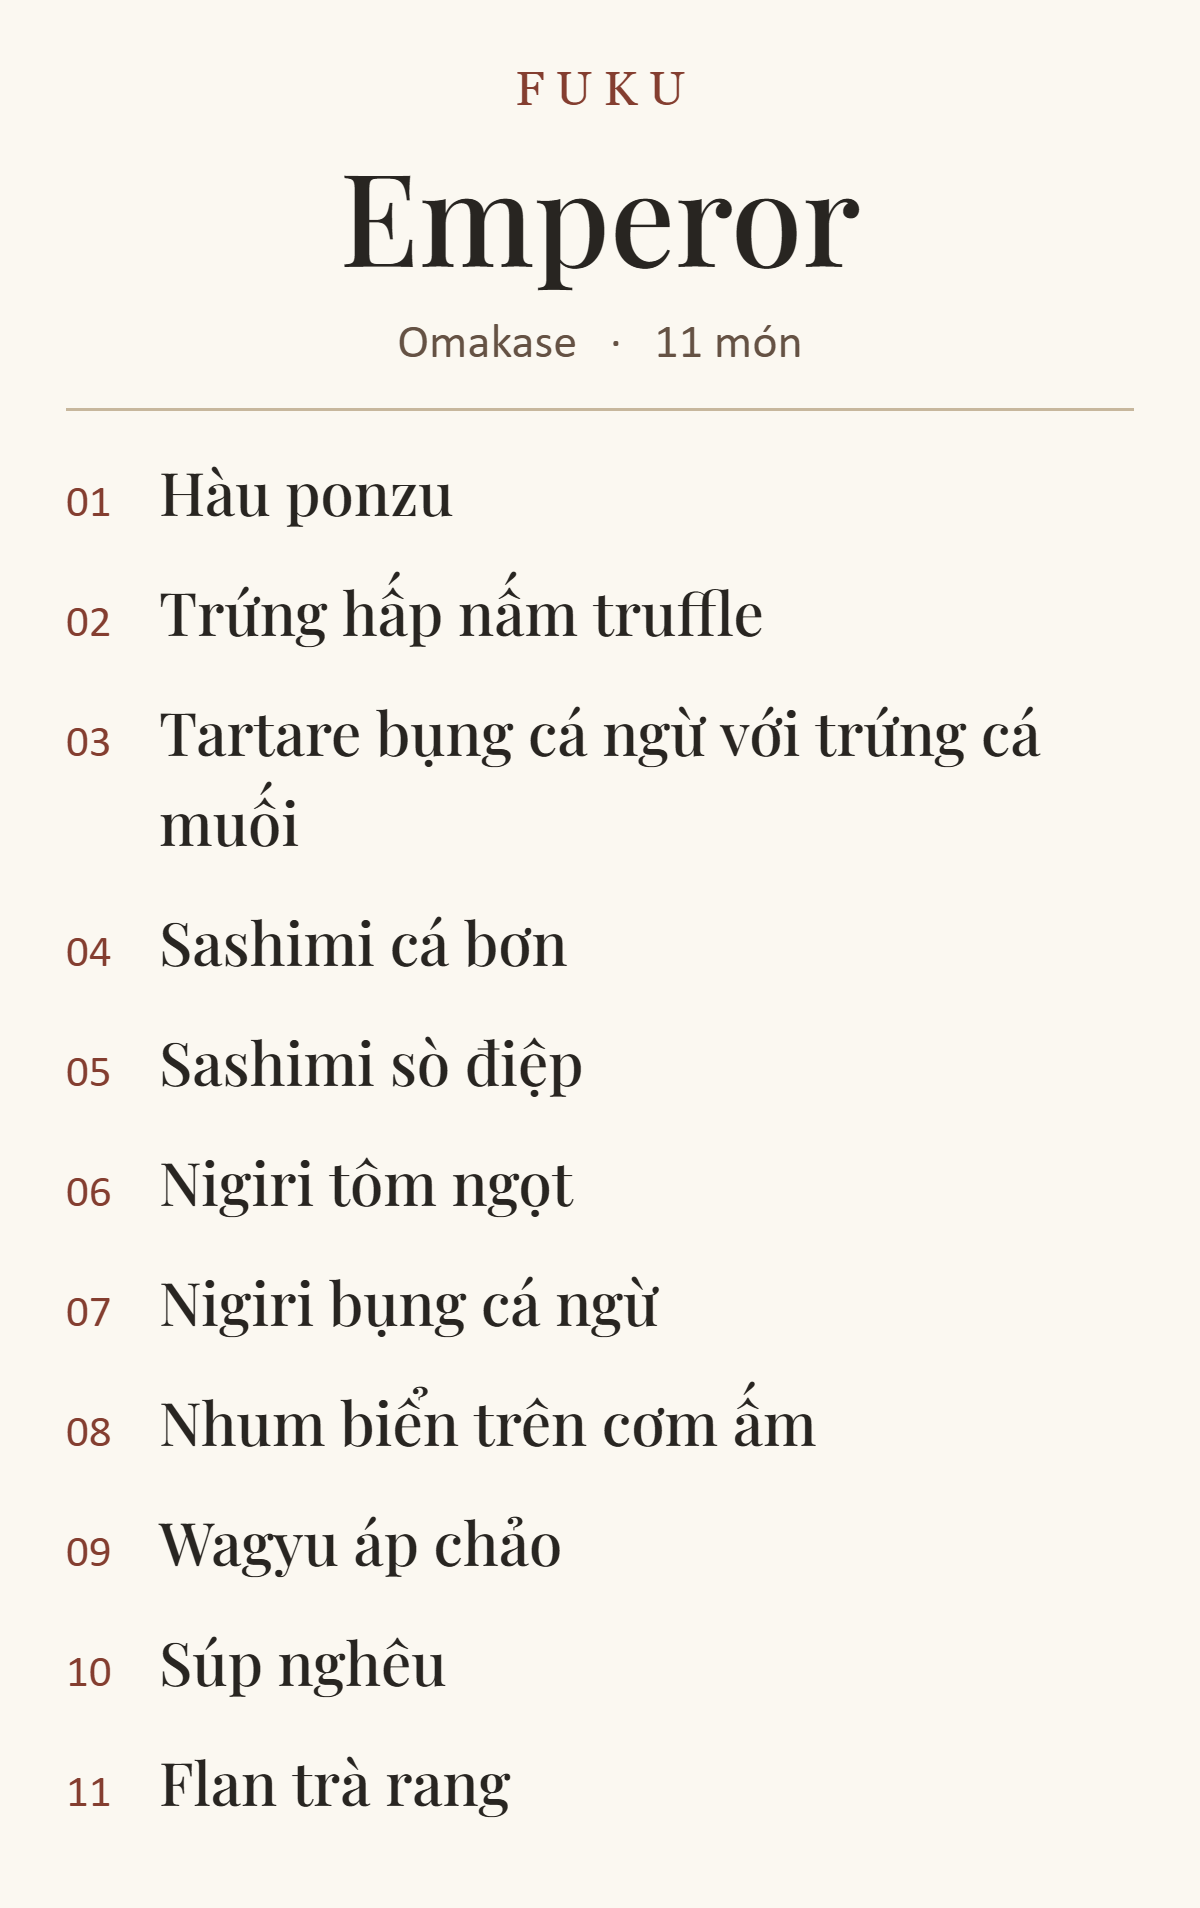 FUKU
Emperor
Omakase · 11 món
01 Hàu ponzu
02 Trứng hấp nấm truffle
03 Tartare bụng cá ngừ với trứng cá
muối
04 Sashimi cá bơn
05 Sashimi sò điệp
06 Nigiri tôm ngọt
07 Nigiri bụng cá ngừ
08 Nhum biển trên cơm ấm
09 Wagyu áp chảo
10 Súp nghêu
11 Flan trà rang